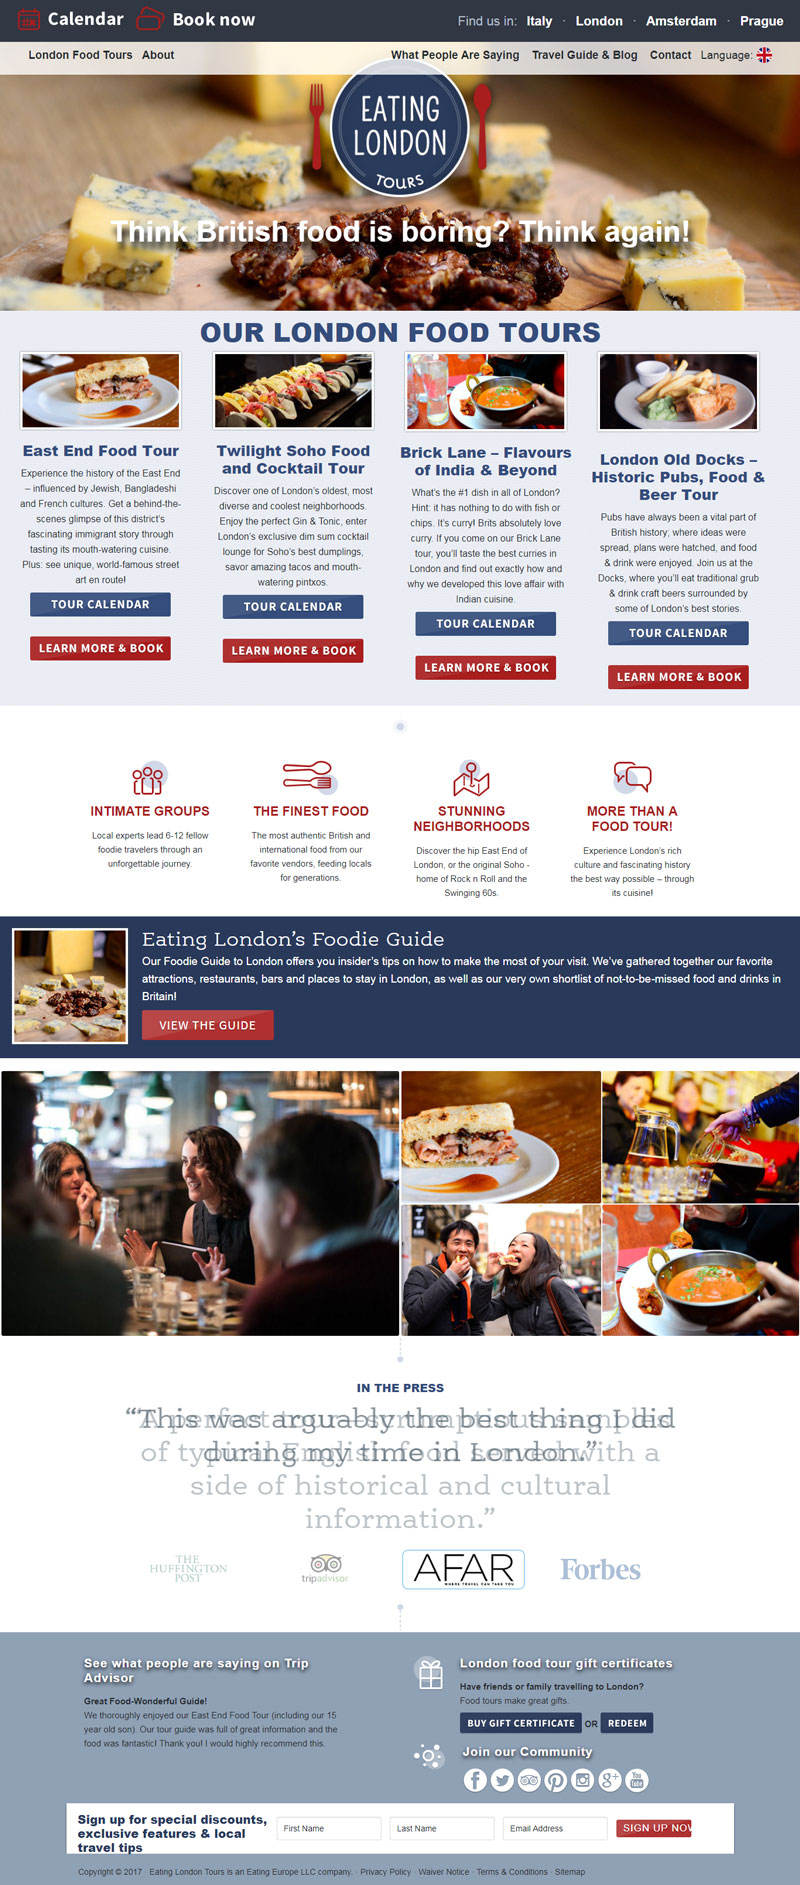 Calendar Book now Find us in: Italy · London · Amsterdam · Prague
London Food Tours About What People Are Saying Travel Guide & Blog Contact Language:
EATING
LONDON
TOURS
Think British food is boring? Think again!
OUR LONDON FOOD TOURS
East End Food Tour
Experience the history of the East End
– influenced by Jewish, Bangladeshi
and French cultures. Get a behind-the-
scenes glimpse of this district's
fascinating immigrant story through
tasting its mouth-watering cuisine.
Plus: see unique, world-famous street
art en route!
TOUR CALENDAR
LEARN MORE & BOOK
Twilight Soho Food
and Cocktail Tour
Discover one of London's oldest, most
diverse and coolest neighborhoods.
Enjoy the perfect Gin & Tonic, enter
London's exclusive dim sum cocktail
lounge for Soho's best dumplings,
savor amazing tacos and mouth-
watering pintxos.
TOUR CALENDAR
LEARN MORE & BOOK
Brick Lane – Flavours
of India & Beyond
What's the #1 dish in all of London?
Hint: it has nothing to do with fish or
chips. It's curry! Brits absolutely love
curry. If you come on our Brick Lane
tour, you'll taste the best curries in
London and find out exactly how and
why we developed this love affair with
Indian cuisine.
TOUR CALENDAR
LEARN MORE & BOOK
London Old Docks –
Historic Pubs, Food &
Beer Tour
Pubs have always been a vital part of
British history; where ideas were
spread, plans were hatched, and food
& drink were enjoyed. Join us at the
Docks, where you'll eat traditional grub
& drink craft beers surrounded by
some of London's best stories.
TOUR CALENDAR
LEARN MORE & BOOK
INTIMATE GROUPS
Local experts lead 6-12 fellow
foodie travelers through an
unforgettable journey.
THE FINEST FOOD
The most authentic British and
international food from our
favorite vendors, feeding locals
for generations.
STUNNING
NEIGHBORHOODS
Discover the hip East End of
London, or the original Soho -
home of Rock n Roll and the
Swinging 60s.
MORE THAN A
FOOD TOUR!
Experience London's rich
culture and fascinating history
the best way possible – through
its cuisine!
Eating London's Foodie Guide
Our Foodie Guide to London offers you insider's tips on how to make the most of your visit. We've gathered together our favorite
attractions, restaurants, bars and places to stay in London, as well as our very own shortlist of not-to-be-missed food and drinks in
Britain!
VIEW THE GUIDE
IN THE PRESS
“This was arguably the best thing I did
during my time in London.”
“A perfect tour – scrumptious samples
of typical English food served with a
side of historical and cultural
information.”
THE
HUFFINGTON
POST
tripadvisor
AFAR
WHERE TRAVEL CAN TAKE YOU
Forbes
See what people are saying on Trip
Advisor
Great Food-Wonderful Guide!
We thoroughly enjoyed our East End Food Tour (including our 15
year old son). Our tour guide was full of great information and the
food was fantastic! Thank you! I would highly recommend this.
London food tour gift certificates
Have friends or family travelling to London?
Food tours make great gifts.
BUY GIFT CERTIFICATE OR REDEEM
Join our Community
You Tube
Sign up for special discounts,
exclusive features & local
travel tips
First Name Last Name Email Address SIGN UP NOW
Copyright © 2017 · Eating London Tours is an Eating Europe LLC company. · Privacy Policy · Waiver Notice · Terms & Conditions · Sitemap